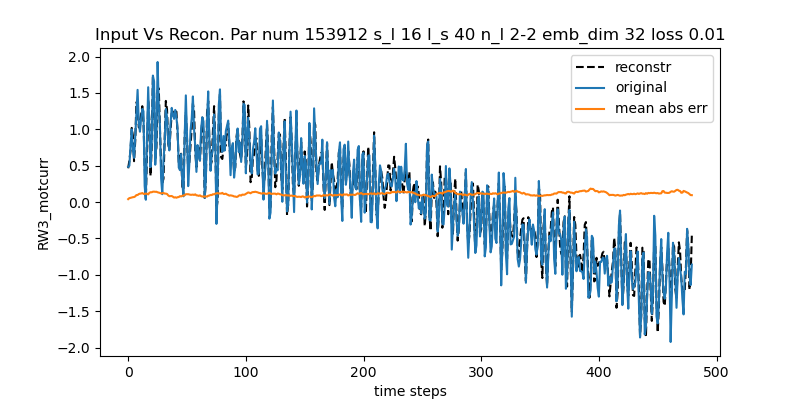 Input Vs Recon. Par num 153912 s_l 16 l_s 40 n_l 2-2 emb_dim 32 loss 0.01
reconstr
original
mean abs err
2.0
1.5
1.0
0.5
0.0
−0.5
−1.0
−1.5
−2.0
RW3_motcurr
0 100 200 300 400 500
time steps